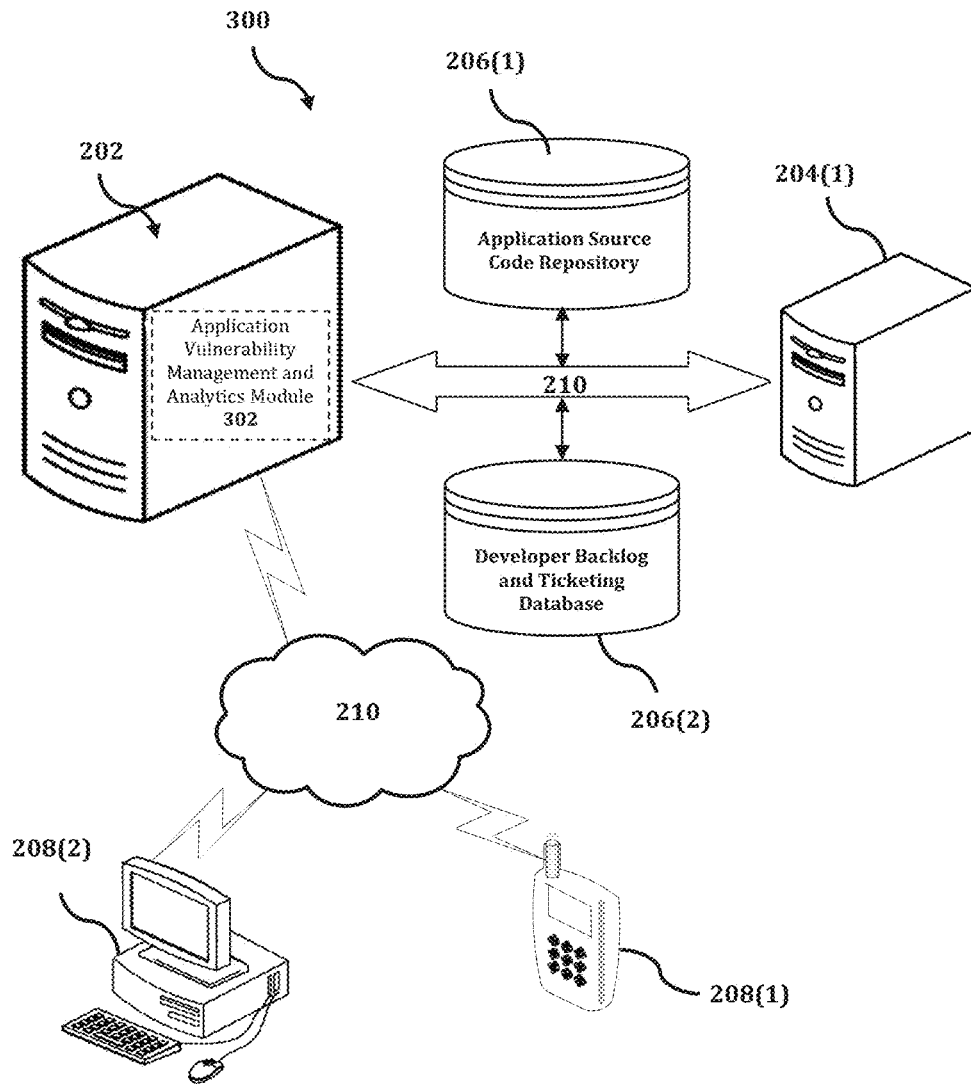 300
206(1)
202
204(1)
Application Source
Code Repository
Application
Vulnerability
Management and
Analytics Module
302
210
Developer Backlog
and Ticketing
Database
210
206(2)
208(2)
208(1)